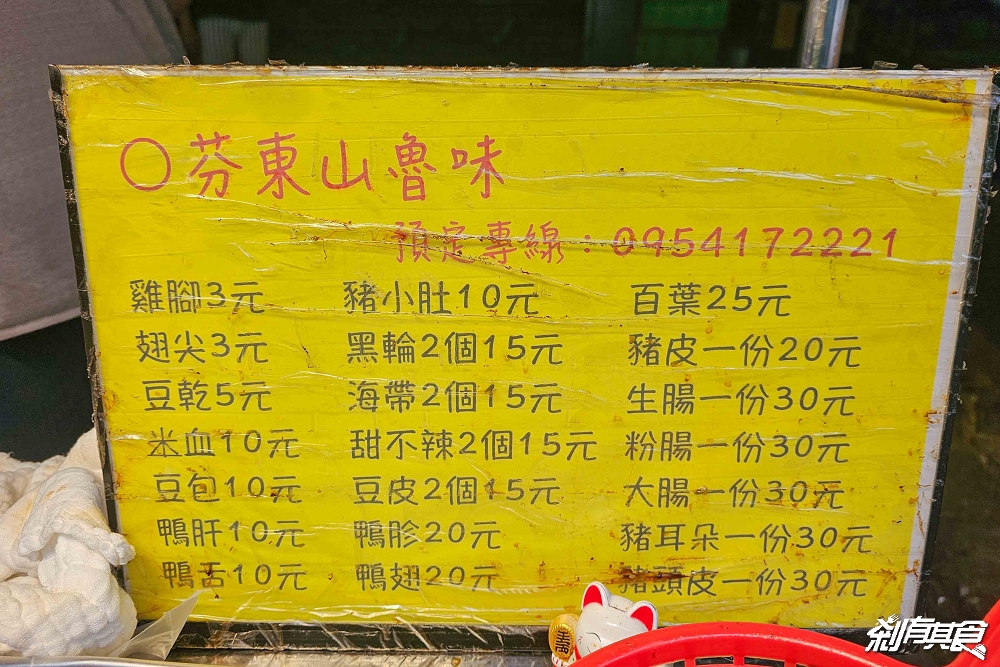 〇芬東山魯味
預定專線：0954172221
雞腳3元 豬小肚10元 百葉25元
翅尖3元 黑輪2個15元 豬皮一份20元
豆乾5元 海帶2個15元 生腸一份30元
米血10元 甜不辣2個15元 粉腸一份30元
豆包10元 豆皮2個15元 大腸一份30元
鴨肝10元 鴨胗20元 豬耳朵一份30元
鴨舌10元 鴨翅20元 豬頭皮一份30元
剎有其食